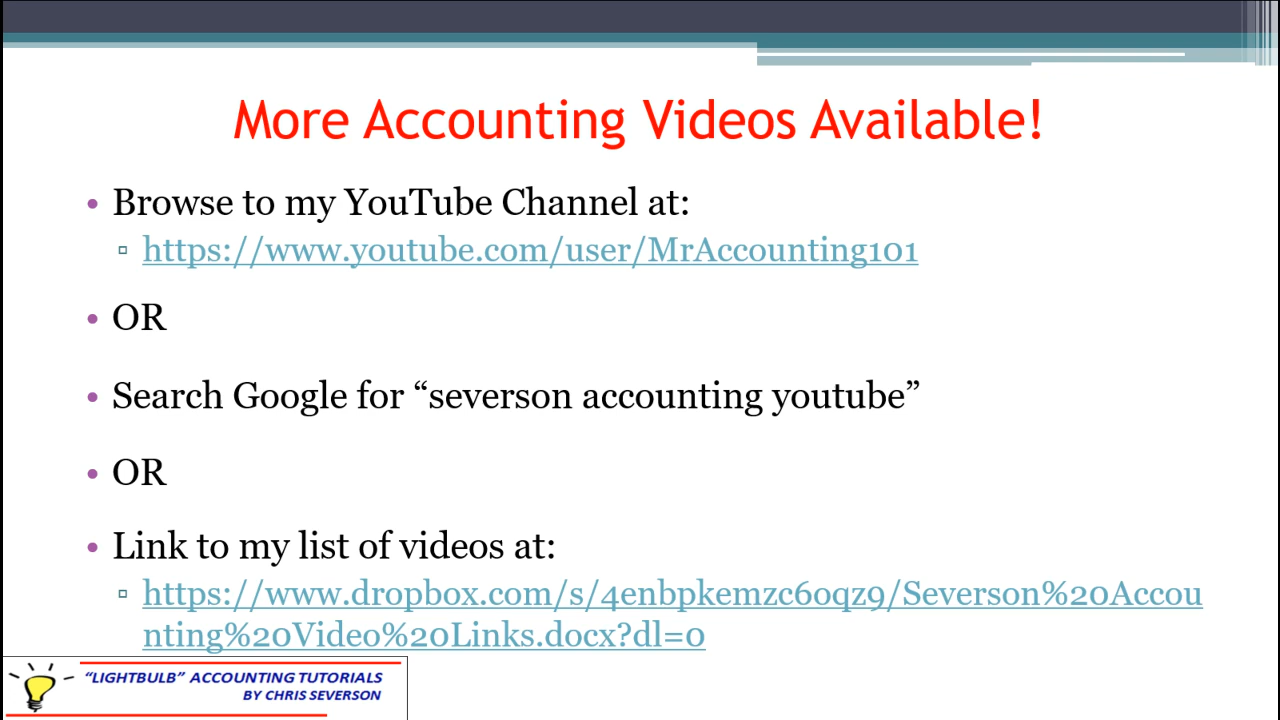 More Accounting Videos Available!
• Browse to my YouTube Channel at:
▫ https://www.youtube.com/user/MrAccounting101
• OR
• Search Google for “severson accounting youtube”
• OR
• Link to my list of videos at:
▫ https://www.dropbox.com/s/4enbpkemzc6oqz9/Severson%20Accou
nting%20Video%20Links.docx?dl=0
“LIGHTBULB” ACCOUNTING TUTORIALS
BY CHRIS SEVERSON